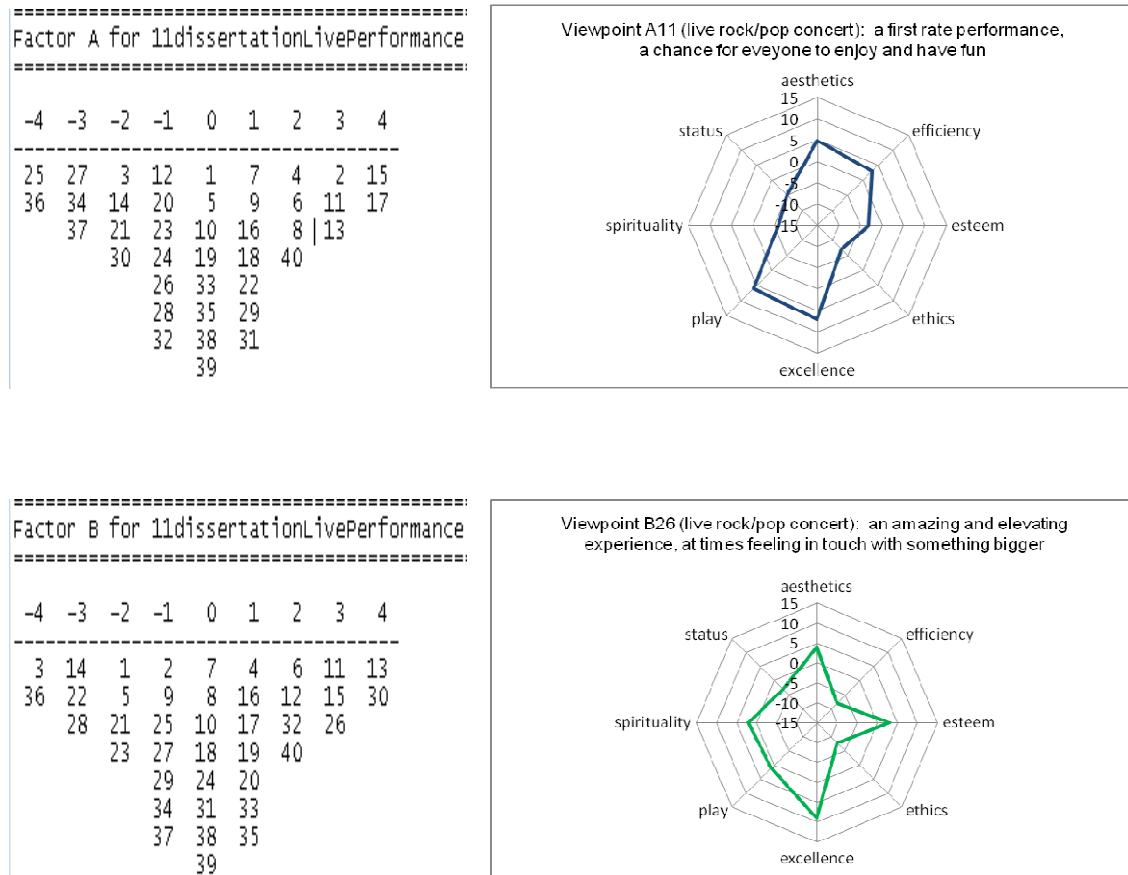 ====================================
Factor A for 11dissertationLivePerformance
====================================
-4 -3 -2 -1 0 1 2 3 4
------------------------------------
25 27 3 12 1 7 4 2 15
36 34 14 20 5 9 6 11 17
37 21 23 10 16 8 |13
30 24 19 18 40
26 33 22
28 35 29
32 38 31
39
Viewpoint A11 (live rock/pop concert): a first rate performance,
a chance for eveyone to enjoy and have fun
aesthetics
15
10
5
0
-5
-10
-15
efficiency
esteem
ethics
excellence
play
spirituality
status
====================================
Factor B for 11dissertationLivePerformance
====================================
-4 -3 -2 -1 0 1 2 3 4
------------------------------------
3 14 1 2 7 4 6 11 13
36 22 5 9 8 16 12 15 30
28 21 25 10 17 32 26
23 27 18 19 40
29 24 20
34 31 33
37 38 35
39
Viewpoint B26 (live rock/pop concert): an amazing and elevating
experience, at times feeling in touch with something bigger
aesthetics
15
10
5
0
-5
-10
-15
efficiency
esteem
ethics
excellence
play
spirituality
status